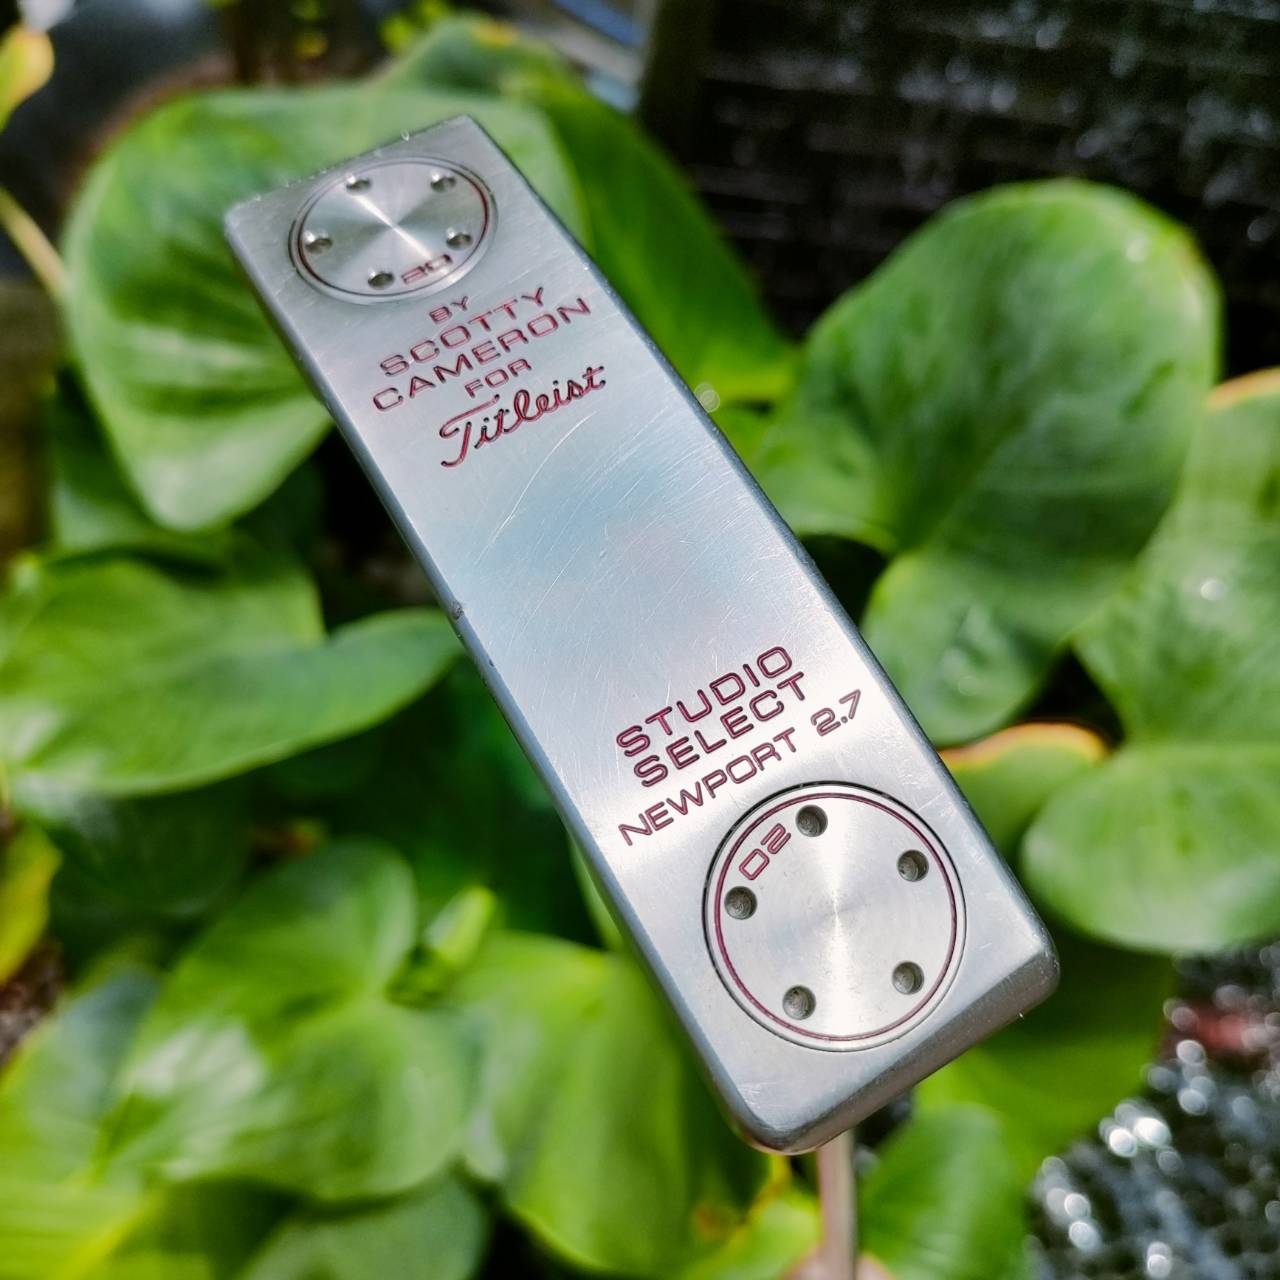 20
BY
SCOTTY
CAMERON
FOR
Titleist
STUDIO
SELECT
NEWPORT 2.7
20